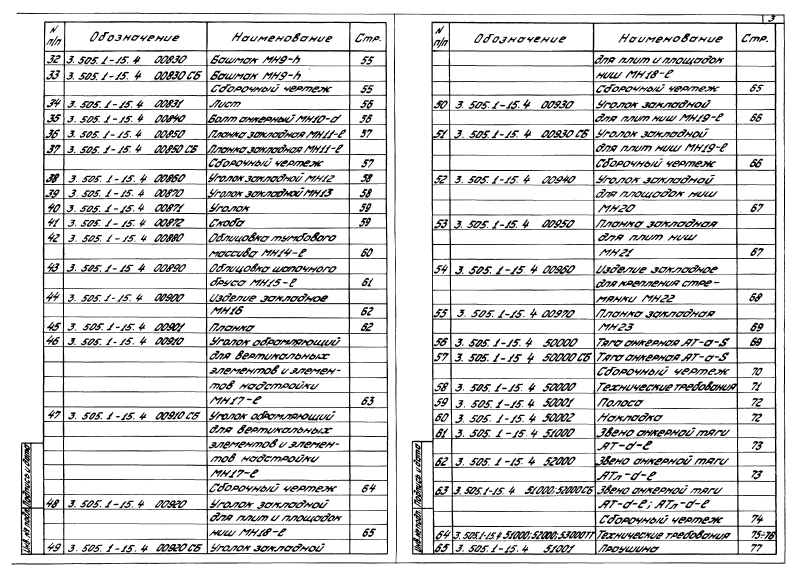 3
N п/п Обозначение Наименование Стр.
32 3.505.1-15.4 00830 Башмак МН9-h 55
33 3.505.1-15.4 00830 СБ Башмак МН9-h
Сборочный чертеж 55
34 3.505.1-15.4 00831 Лист 56
35 3.505.1-15.4 00840 Болт анкерный МН10-d 56
36 3.505.1-15.4 00850 Планка закладная МН11-ℓ 57
37 3.505.1-15.4 00850 СБ Планка закладная МН11-ℓ
Сборочный чертеж 57
38 3.505.1-15.4 00860 Уголок закладной МН12 58
39 3.505.1-15.4 00870 Уголок закладной МН13 58
40 3.505.1-15.4 00871 Уголок 59
41 3.505.1-15.4 00872 Скоба 59
42 3.505.1-15.4 00880 Облицовка тумбового
массива МН14-ℓ 60
43 3.505.1-15.4 00890 Облицовка шапочного
бруса МН15-ℓ 61
44 3.505.1-15.4 00900 Изделие закладное
МН16 62
45 3.505.1-15.4 00901 Планка 62
46 3.505.1-15.4 00910 Уголок обрамляющий
для вертикальных
элементов и элемен-
тов надстройки
МН17-ℓ 63
47 3.505.1-15.4 00910 СБ Уголок обрамляющий
для вертикальных
элементов и элемен-
тов надстройки
МН17-ℓ
Сборочный чертеж 64
48 3.505.1-15.4 00920 Уголок закладной
для плит и площадок
ниш МН18-ℓ 65
49 3.505.1-15.4 00920 СБ Уголок закладной
Инв. № подл. Подпись и дата
N п/п Обозначение Наименование Стр.
для плит и площадок
ниш МН18-ℓ
Сборочный чертеж 65
50 3.505.1-15.4 00930 Уголок закладной
для плит ниш МН19-ℓ 66
51 3.505.1-15.4 00930 СБ Уголок закладной
для плит ниш МН19-ℓ
Сборочный чертеж 66
52 3.505.1-15.4 00940 Уголок закладной
для площадок ниш
МН20 67
53 3.505.1-15.4 00950 Планка закладная
для плит ниш
МН21 67
54 3.505.1-15.4 00960 Изделие закладное
для крепления стре-
мянки МН22 68
55 3.505.1-15.4 00970 Планка закладная
МН23 69
56 3.505.1-15.4 50000 Тяга анкерная АТ-а-S 69
57 3.505.1-15.4 50000 СБ Тяга анкерная АТ-а-S
Сборочный чертеж 70
58 3.505.1-15.4 50000 Технические требования 71
59 3.505.1-15.4 50001 Полоса 72
60 3.505.1-15.4 50002 Накладка 72
61 3.505.1-15.4 51000 Звено анкерной тяги
АТ-d-ℓ 73
62 3.505.1-15.4 52000 Звено анкерной тяги
АТл-d-ℓ 73
63 3.505.1-15.4 51000;52000 СБ Звено анкерной тяги
АТ-d-ℓ; АТл-d-ℓ
Сборочный чертеж 74
64 3.505.1-15.4 51000;52000;53000ТТ Технические требования 75-76
65 3.505.1-15.4 51001 Проушина 77
Инв. № подл. Подпись и дата